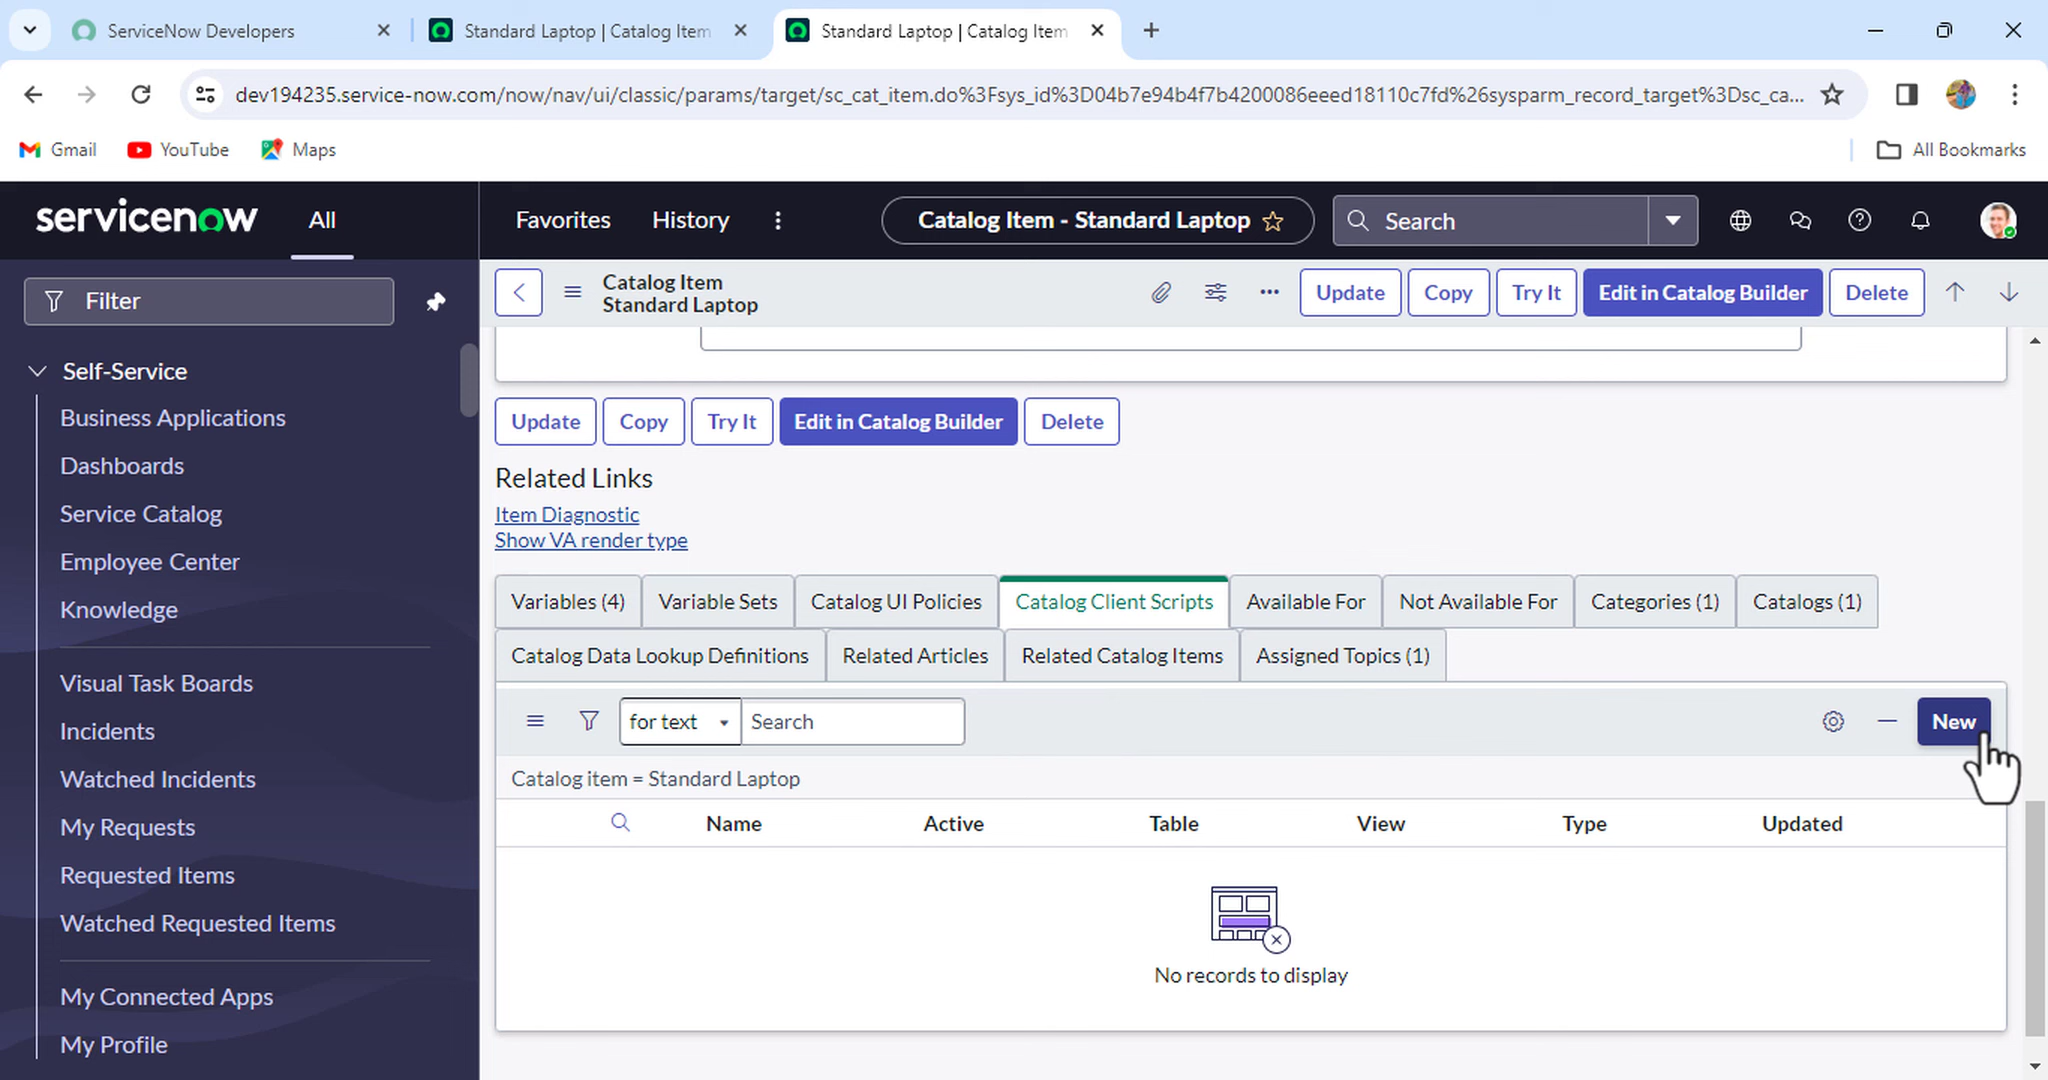 ServiceNow Developers
Standard Laptop | Catalog Item
Standard Laptop | Catalog Item
dev194235.service-now.com/now/nav/ui/classic/params/target/sc_cat_item.do%3Fsys_id%3D04b7e94b4f7b4200086eeed18110c7fd%26sysparm_record_target%3Dsc_ca...
Gmail
YouTube
Maps
All Bookmarks
servicenow
All
Favorites
History
Catalog Item - Standard Laptop
Search
Filter
Self-Service
Business Applications
Dashboards
Service Catalog
Employee Center
Knowledge
Visual Task Boards
Incidents
Watched Incidents
My Requests
Requested Items
Watched Requested Items
My Connected Apps
My Profile
Catalog Item
Standard Laptop
Update
Copy
Try It
Edit in Catalog Builder
Delete
Update
Copy
Try It
Edit in Catalog Builder
Delete
Related Links
Item Diagnostic
Show VA render type
Variables (4)
Variable Sets
Catalog UI Policies
Catalog Client Scripts
Available For
Not Available For
Categories (1)
Catalogs (1)
Catalog Data Lookup Definitions
Related Articles
Related Catalog Items
Assigned Topics (1)
for text
Search
New
Catalog item = Standard Laptop
Name
Active
Table
View
Type
Updated
No records to display